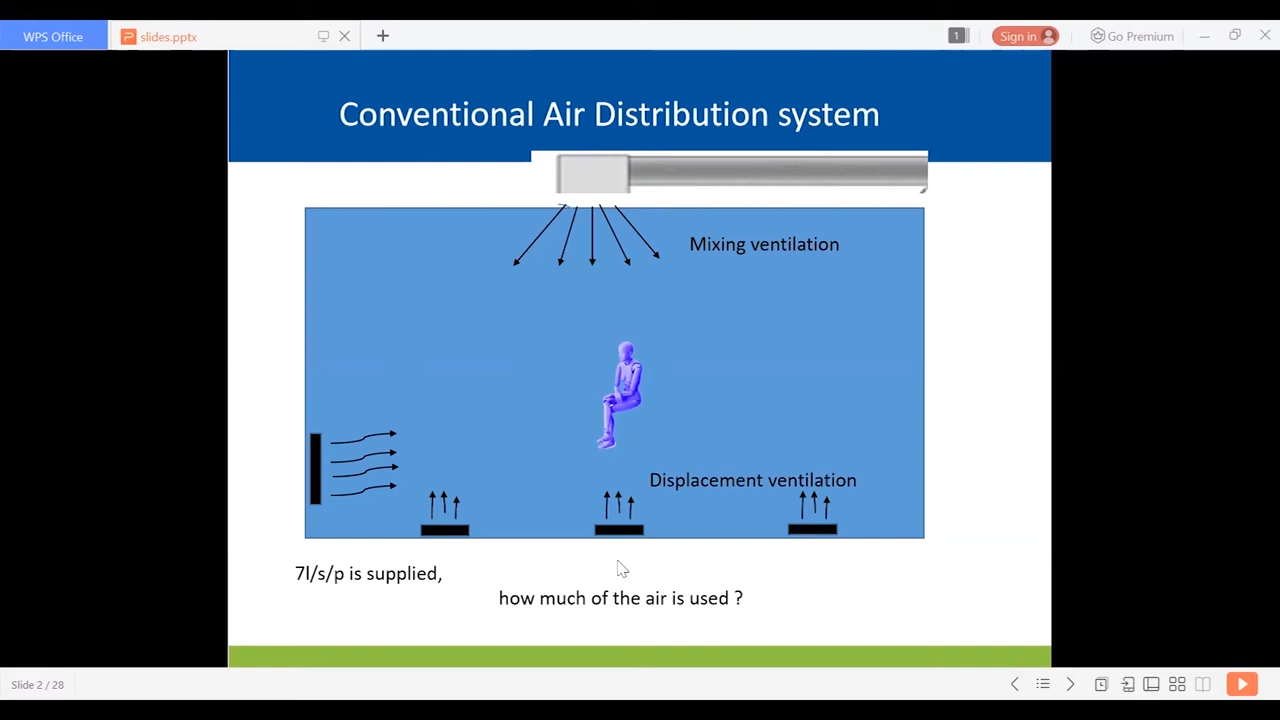 WPS Office
slides.pptx
1
Sign in
Go Premium
Conventional Air Distribution system
Mixing ventilation
Displacement ventilation
7l/s/p is supplied,
how much of the air is used ?
Slide 2 / 28